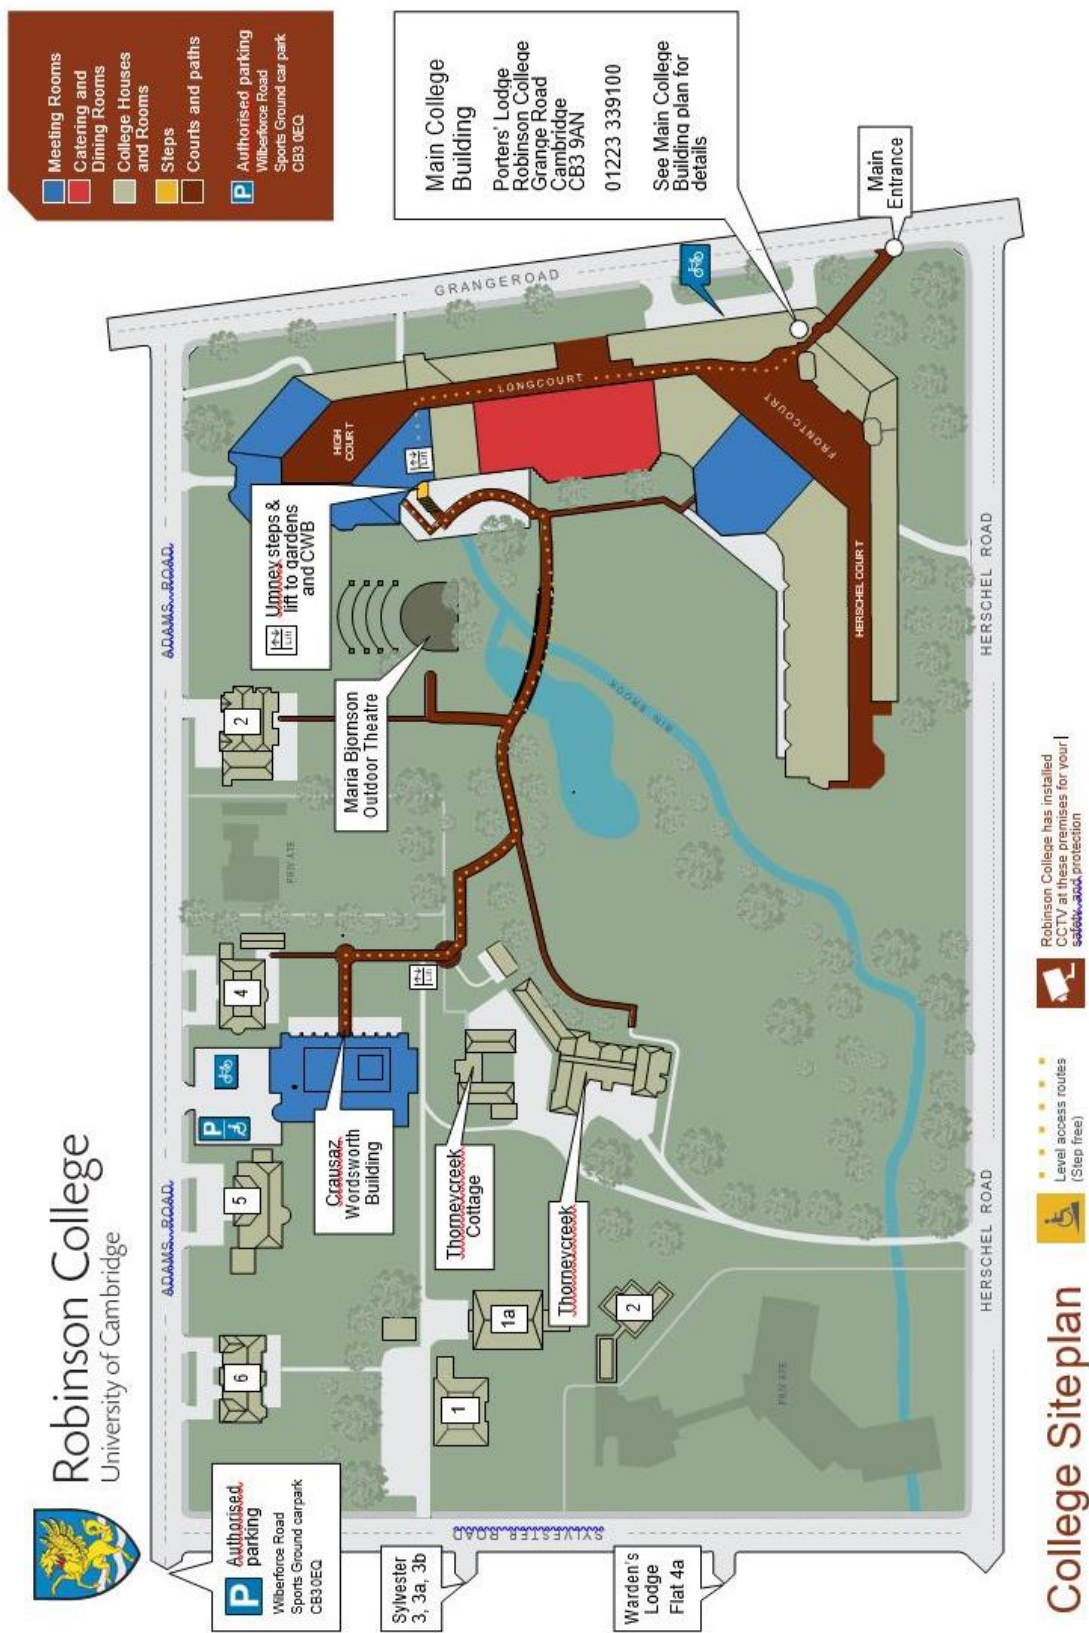 Robinson College
University of Cambridge
Meeting Rooms
Catering and
Dining Rooms
College Houses
and Rooms
Steps
Courts and paths
P
Authorised parking
Wilberforce Road
Sports Ground car park
CB3 0EQ
Main College
Building
Porters' Lodge
Robinson College
Grange Road
Cambridge
CB3 9AN
01223 339100
See Main College
Building plan for
details
Main
Entrance
P
Authorised
parking
Wilberforce Road
Sports Ground carpark
CB30EQ
ADAMS ROAD
ADAMS ROAD
GRANGEROAD
6
5
P
4
PRIVATE
2
Lift
Umney steps &
lift to gardens
and CWB
HIGH
COURT
Lift
LONGCOURT
FRONTCOURT
HERSCHEL COURT
Maria Bjornson
Outdoor Theatre
BIN BROOK
Crausaz
Wordsworth
Building
Lift
Thorneycreek
Cottage
Thorneycreek
1a
1
2
PRIVATE
SYLVESTER ROAD
Sylvester
3, 3a, 3b
Warden's
Lodge
Flat 4a
HERSCHEL ROAD
HERSCHEL ROAD
College Siteplan
Level access routes
(Step free)
Robinson College has installed
CCTV at these premises for your
safety, and protection